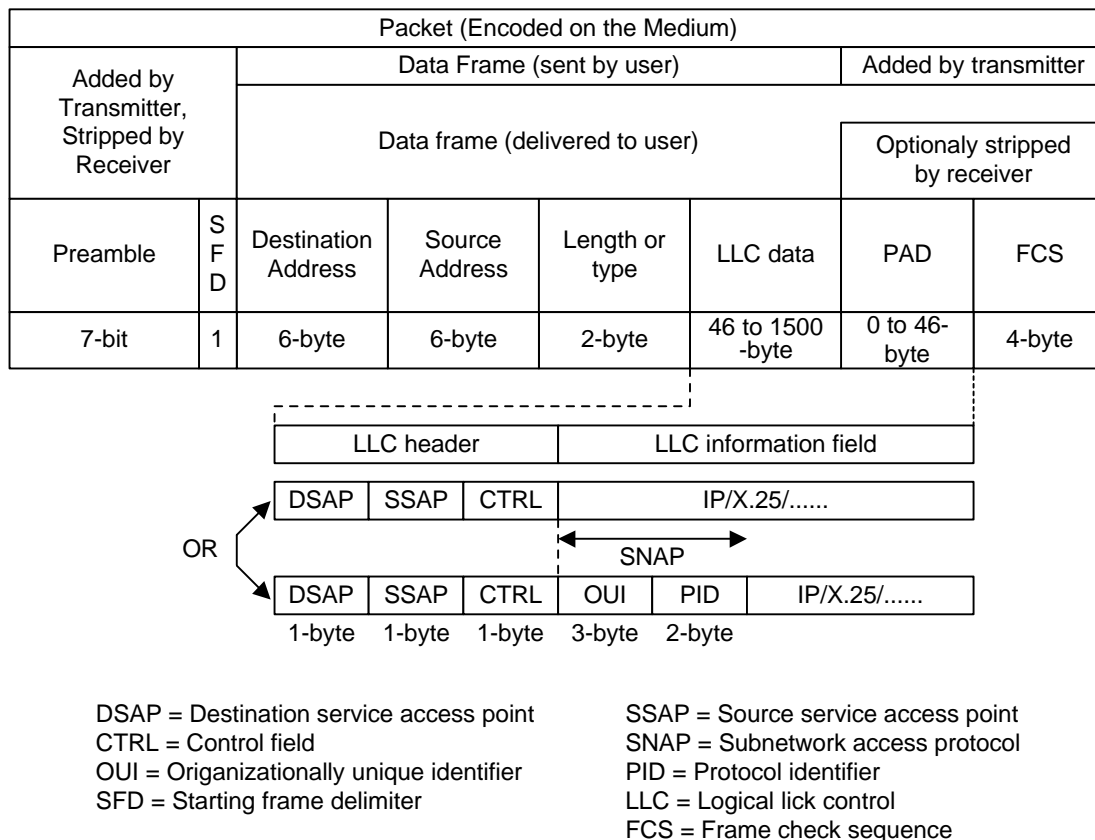 Packet (Encoded on the Medium)
Added by
Transmitter,
Stripped by
Receiver
Data Frame (sent by user)
Added by transmitter
Data frame (delivered to user)
Optionaly stripped
by receiver
Preamble
S
F
D
Destination
Address
Source
Address
Length or
type
LLC data
PAD
FCS
7-bit
1
6-byte
6-byte
2-byte
46 to 1500
-byte
0 to 46-
byte
4-byte
LLC header
LLC information field
DSAP
SSAP
CTRL
IP/X.25/......
OR
SNAP
DSAP
SSAP
CTRL
OUI
PID
IP/X.25/......
1-byte
1-byte
1-byte
3-byte
2-byte
DSAP = Destination service access point
CTRL = Control field
OUI = Origanizationally unique identifier
SFD = Starting frame delimiter
SSAP = Source service access point
SNAP = Subnetwork access protocol
PID = Protocol identifier
LLC = Logical lick control
FCS = Frame check sequence